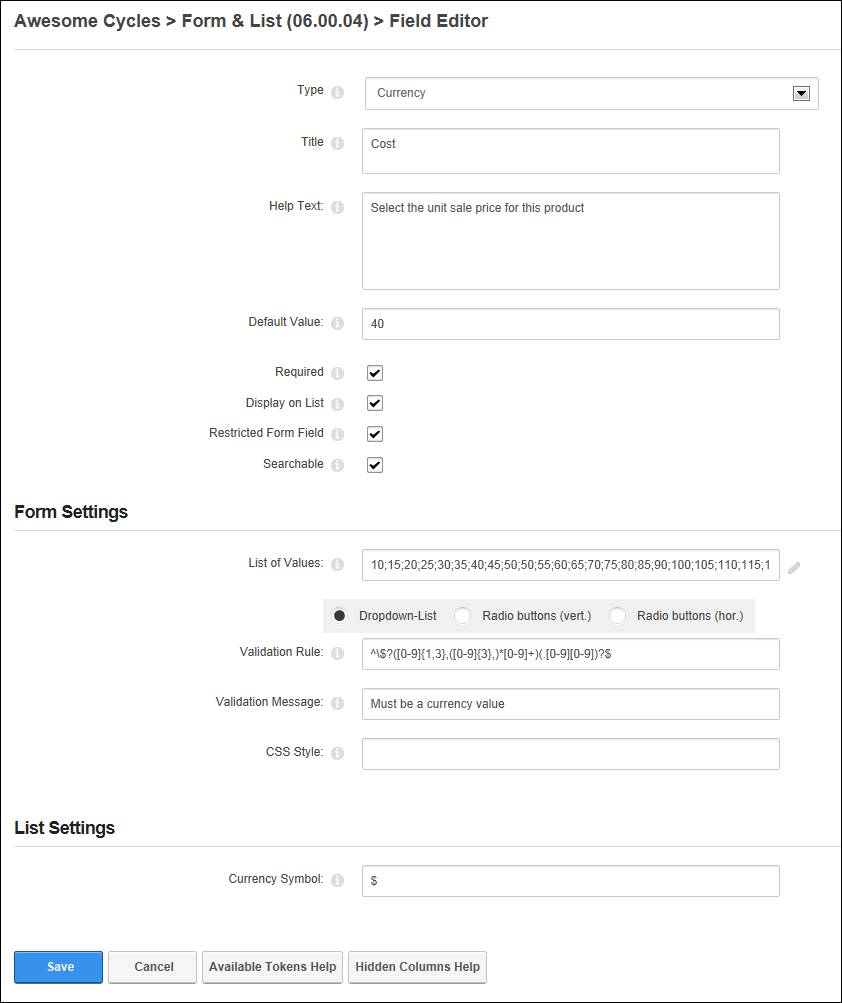 Awesome Cycles > Form & List (06.00.04) > Field Editor
Type
Currency
Title
Cost
Help Text:
Select the unit sale price for this product
Default Value:
40
Required
Display on List
Restricted Form Field
Searchable
Form Settings
List of Values:
10;15;20;25;30;35;40;45;50;50;55;60;65;70;75;80;85;90;100;105;110;115;1
Dropdown-List Radio buttons (vert.) Radio buttons (hor.)
Validation Rule:
^\$?([0-9]{1,3},([0-9]{3},)*[0-9]+)(.[0-9][0-9])?$
Validation Message:
Must be a currency value
CSS Style:
List Settings
Currency Symbol:
$
Save Cancel Available Tokens Help Hidden Columns Help